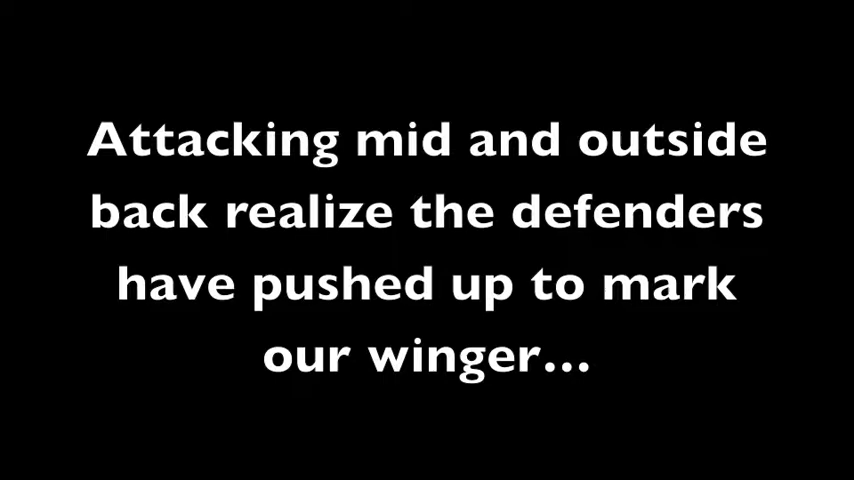 Attacking mid and outside
back realize the defenders
have pushed up to mark
our winger...